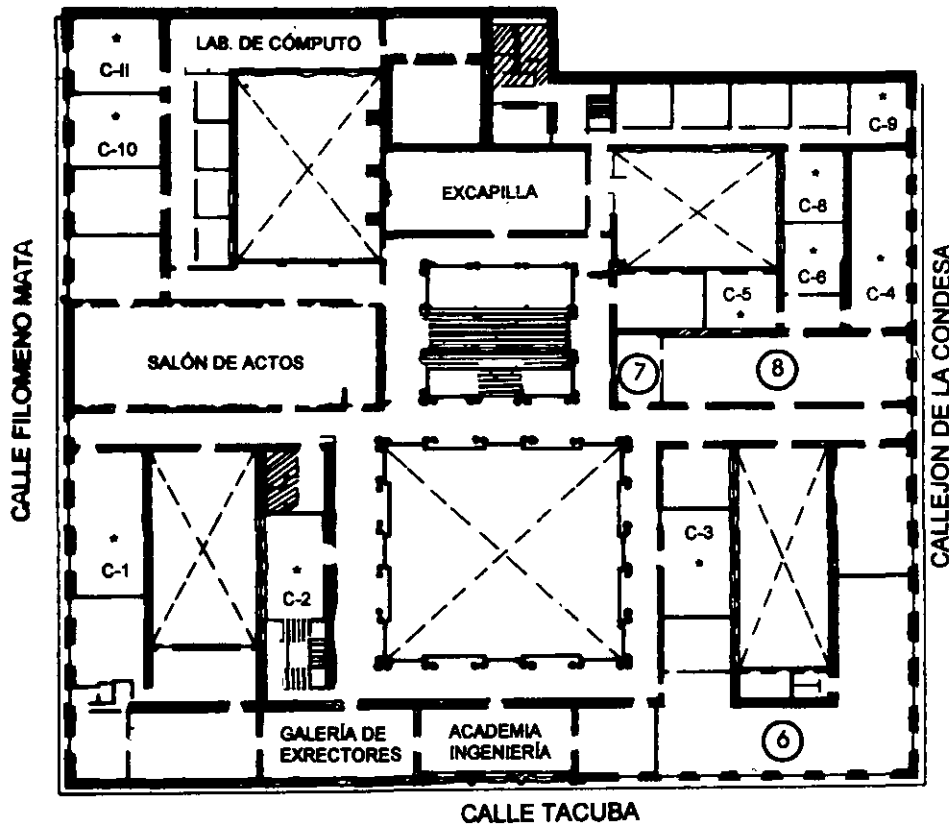 LAB. DE CÓMPUTO
*
C-11
*
C-10
*
C-9
EXCAPILLA
*
C-8
*
C-6
*
C-4
C-5
*
SALÓN DE ACTOS
7
8
CALLE FILOMENO MATA
CALLEJON DE LA CONDESA
*
C-1
*
C-2
C-3
*
GALERÍA DE
EXRECTORES
ACADEMIA
INGENIERÍA
6
CALLE TACUBA